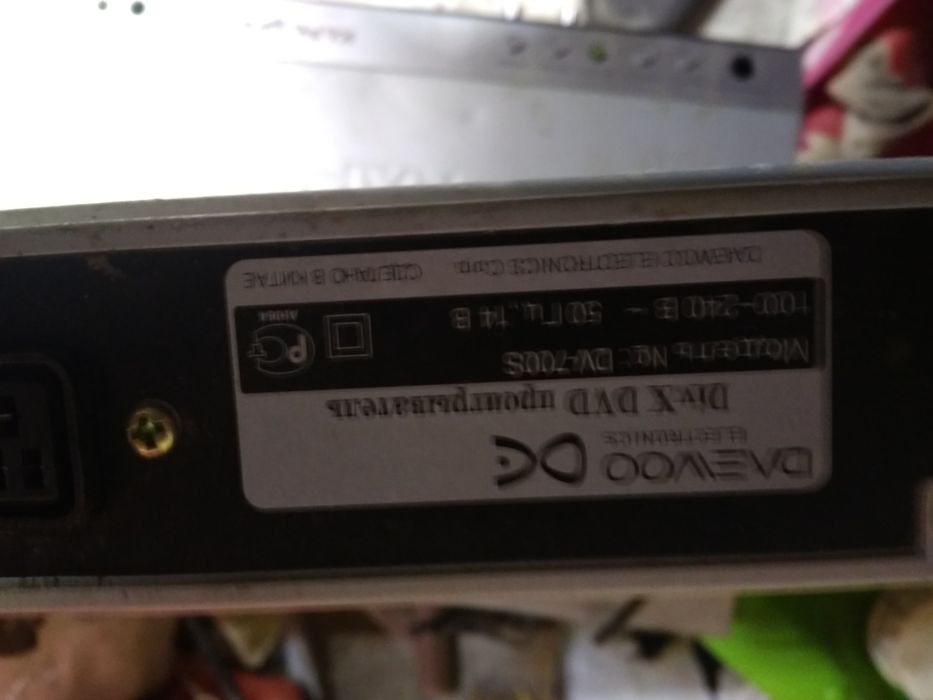 DAEWOO
ELECTRONICS
DivX DVD проигрыватель
Модель №: DV-700S
100~240 В ~ 50 Гц, 14 В
DAEWOO ELECTRONICS Corp. СДЕЛАНО В КИТАЕ